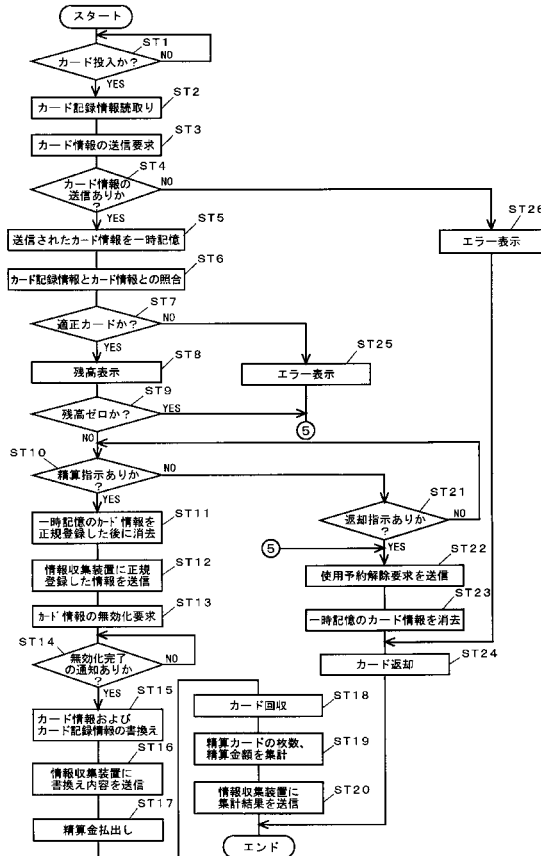 スタート
ST1
カード投入か?
NO
YES
ST2
カード記録情報読取り
ST3
カード情報の送信要求
ST4
カード情報の
送信ありか
?
NO
YES
ST26
エラー表示
ST5
送信されたカード情報を一時記憶
ST6
カード記録情報とカード情報との照合
ST7
適正カードか?
NO
YES
ST8
残高表示
ST25
エラー表示
ST9
残高ゼロか?
YES
NO
⑤
ST10
精算指示ありか
?
NO
YES
ST21
返却指示ありか
?
NO
YES
ST11
一時記憶のカード情報を
正規登録した後に消去
⑤
ST22
使用予約解除要求を送信
ST12
情報収集装置に正規
登録した情報を送信
ST23
一時記憶のカード情報を消去
ST13
カード情報の無効化要求
ST24
カード返却
ST14
無効化完了
の通知ありか
?
NO
YES
ST15
カード情報および
カード記録情報の書換え
ST16
情報収集装置に
書換え内容を送信
ST17
精算金払出し
ST18
カード回収
ST19
精算カードの枚数、
精算金額を集計
ST20
情報収集装置に
集計結果を送信
エンド